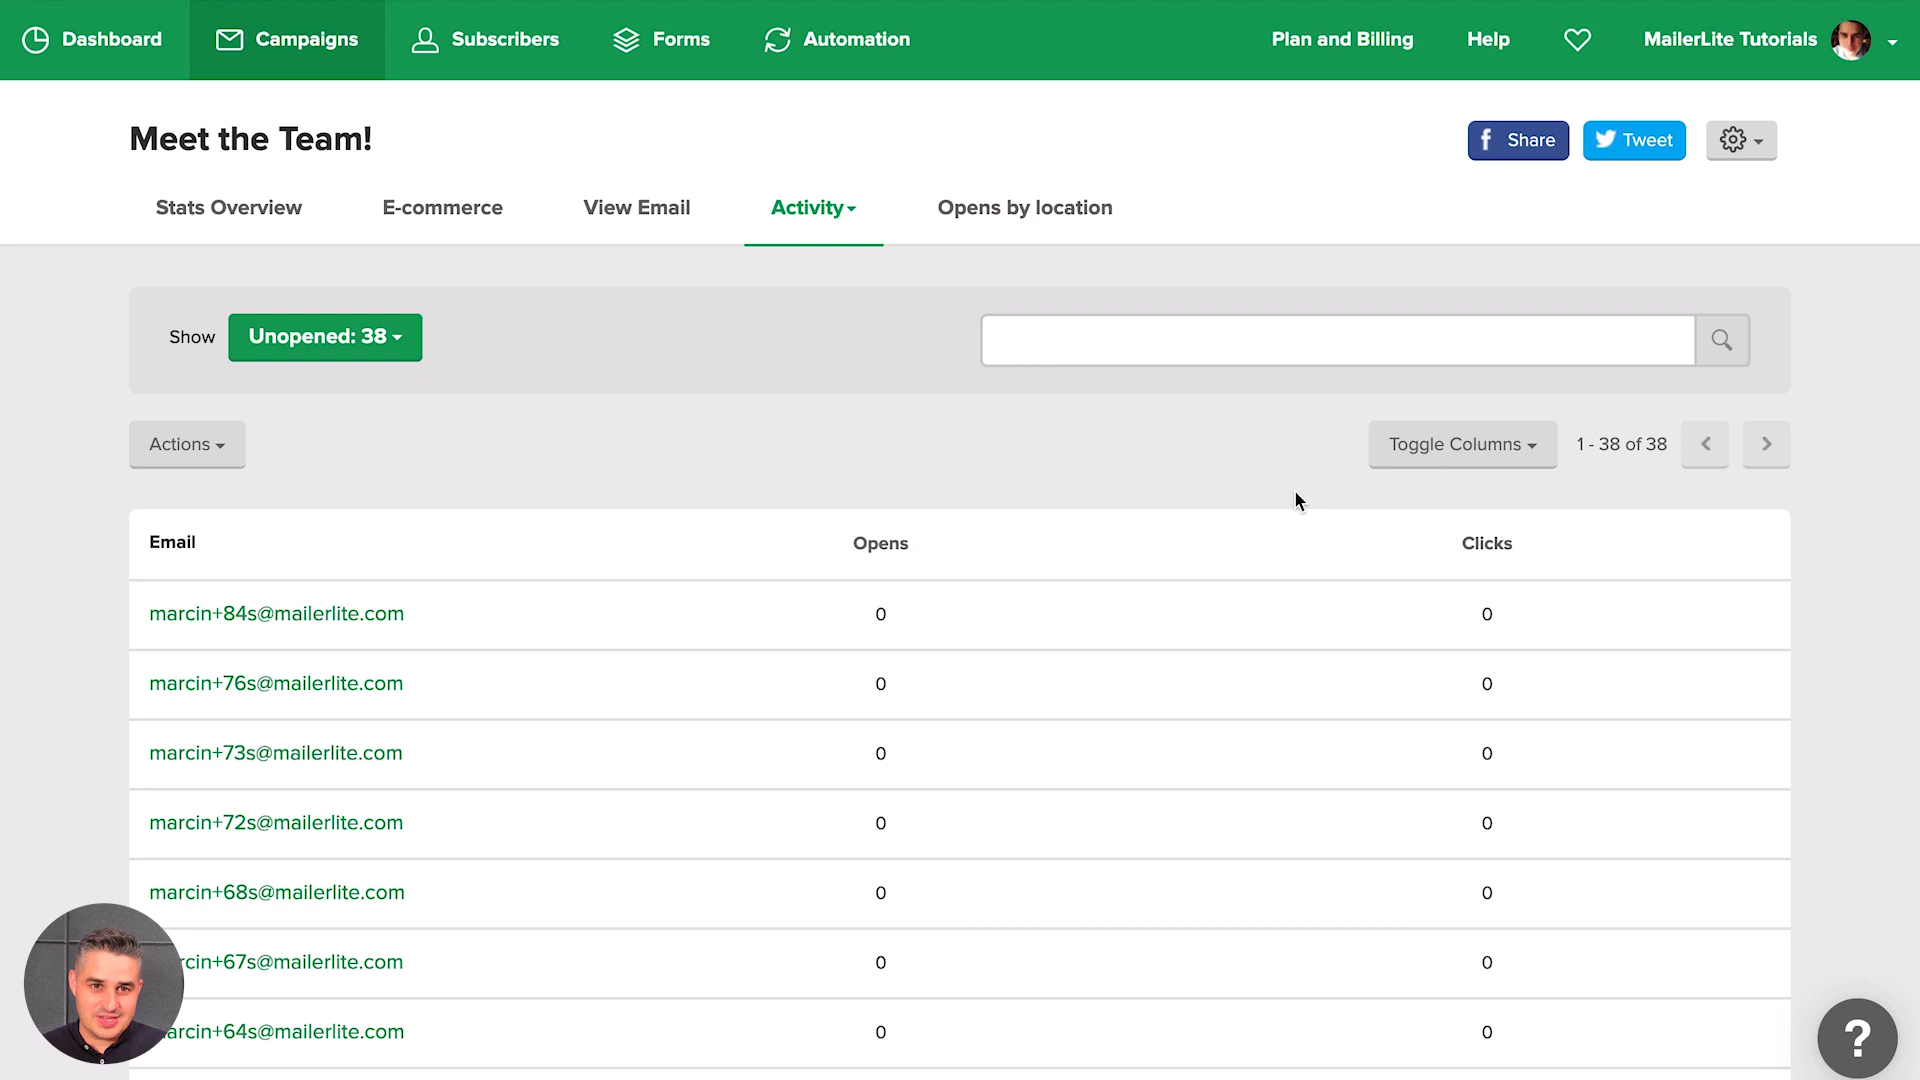 Dashboard
Campaigns
Subscribers
Forms
Automation
Plan and Billing
Help
MailerLite Tutorials
Meet the Team!
f Share
Tweet
Stats Overview
E-commerce
View Email
Activity
Opens by location
Show
Unopened: 38
Actions
Toggle Columns
1 - 38 of 38
Email
Opens
Clicks
marcin+84s@mailerlite.com
0
0
marcin+76s@mailerlite.com
0
0
marcin+73s@mailerlite.com
0
0
marcin+72s@mailerlite.com
0
0
marcin+68s@mailerlite.com
0
0
rcin+67s@mailerlite.com
0
0
arcin+64s@mailerlite.com
0
0
?